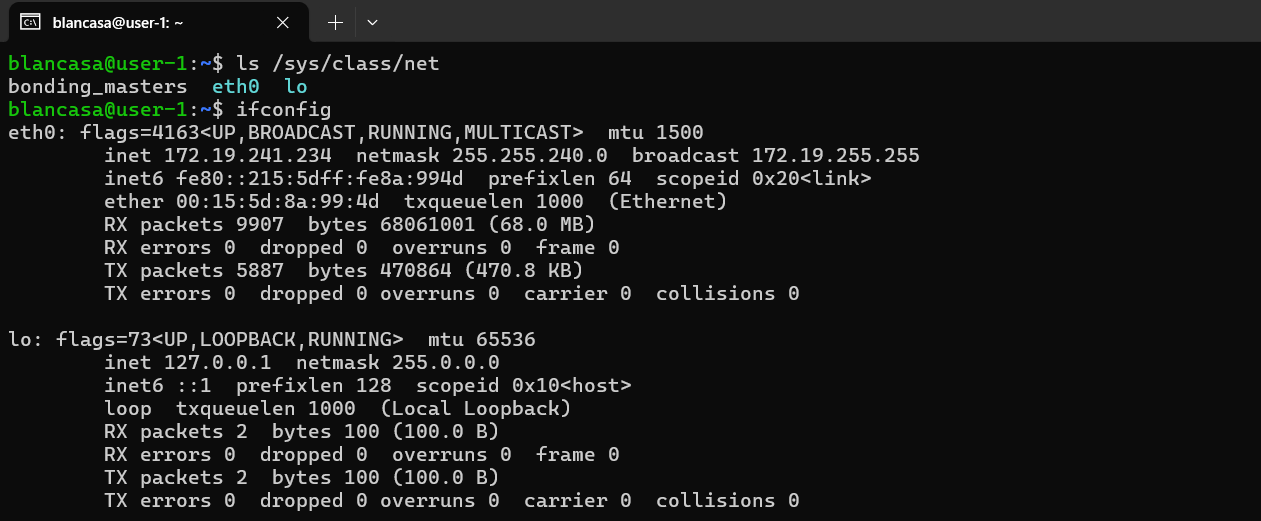 blancasa@user-1: ~
blancasa@user-1:~$ ls /sys/class/net
bonding_masters  eth0  lo
blancasa@user-1:~$ ifconfig
eth0: flags=4163<UP,BROADCAST,RUNNING,MULTICAST>  mtu 1500
        inet 172.19.241.234  netmask 255.255.240.0  broadcast 172.19.255.255
        inet6 fe80::215:5dff:fe8a:994d  prefixlen 64  scopeid 0x20<link>
        ether 00:15:5d:8a:99:4d  txqueuelen 1000  (Ethernet)
        RX packets 9907  bytes 68061001 (68.0 MB)
        RX errors 0  dropped 0  overruns 0  frame 0
        TX packets 5887  bytes 470864 (470.8 KB)
        TX errors 0  dropped 0 overruns 0  carrier 0  collisions 0

lo: flags=73<UP,LOOPBACK,RUNNING>  mtu 65536
        inet 127.0.0.1  netmask 255.0.0.0
        inet6 ::1  prefixlen 128  scopeid 0x10<host>
        loop  txqueuelen 1000  (Local Loopback)
        RX packets 2  bytes 100 (100.0 B)
        RX errors 0  dropped 0  overruns 0  frame 0
        TX packets 2  bytes 100 (100.0 B)
        TX errors 0  dropped 0 overruns 0  carrier 0  collisions 0